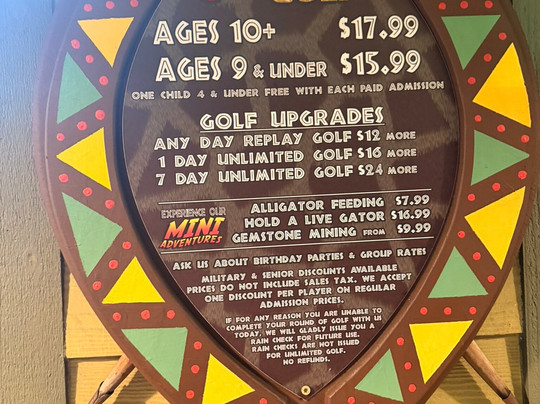 GOLF
AGES 10+ $17.99
AGES 9 & UNDER $15.99
ONE CHILD 4 & UNDER FREE WITH EACH PAID ADMISSION
GOLF UPGRADES
ANY DAY REPLAY GOLF $12 MORE
1 DAY UNLIMITED GOLF $16 MORE
7 DAY UNLIMITED GOLF $24 MORE
EXPERIENCE OUR
MINI
ADVENTURES
ALLIGATOR FEEDING $7.99
HOLD A LIVE GATOR $16.99
GEMSTONE MINING FROM $9.99
ASK US ABOUT BIRTHDAY PARTIES & GROUP RATES
MILITARY & SENIOR DISCOUNTS AVAILABLE
PRICES DO NOT INCLUDE SALES TAX. WE ACCEPT
ONE DISCOUNT PER PLAYER ON REGULAR
ADMISSION PRICES.
IF FOR ANY REASON YOU ARE UNABLE TO
COMPLETE YOUR ROUND OF GOLF WITH US
TODAY, WE WILL GLADLY ISSUE YOU A
RAIN CHECK FOR FUTURE USE.
RAIN CHECKS ARE NOT ISSUED
FOR UNLIMITED GOLF.
NO REFUNDS.